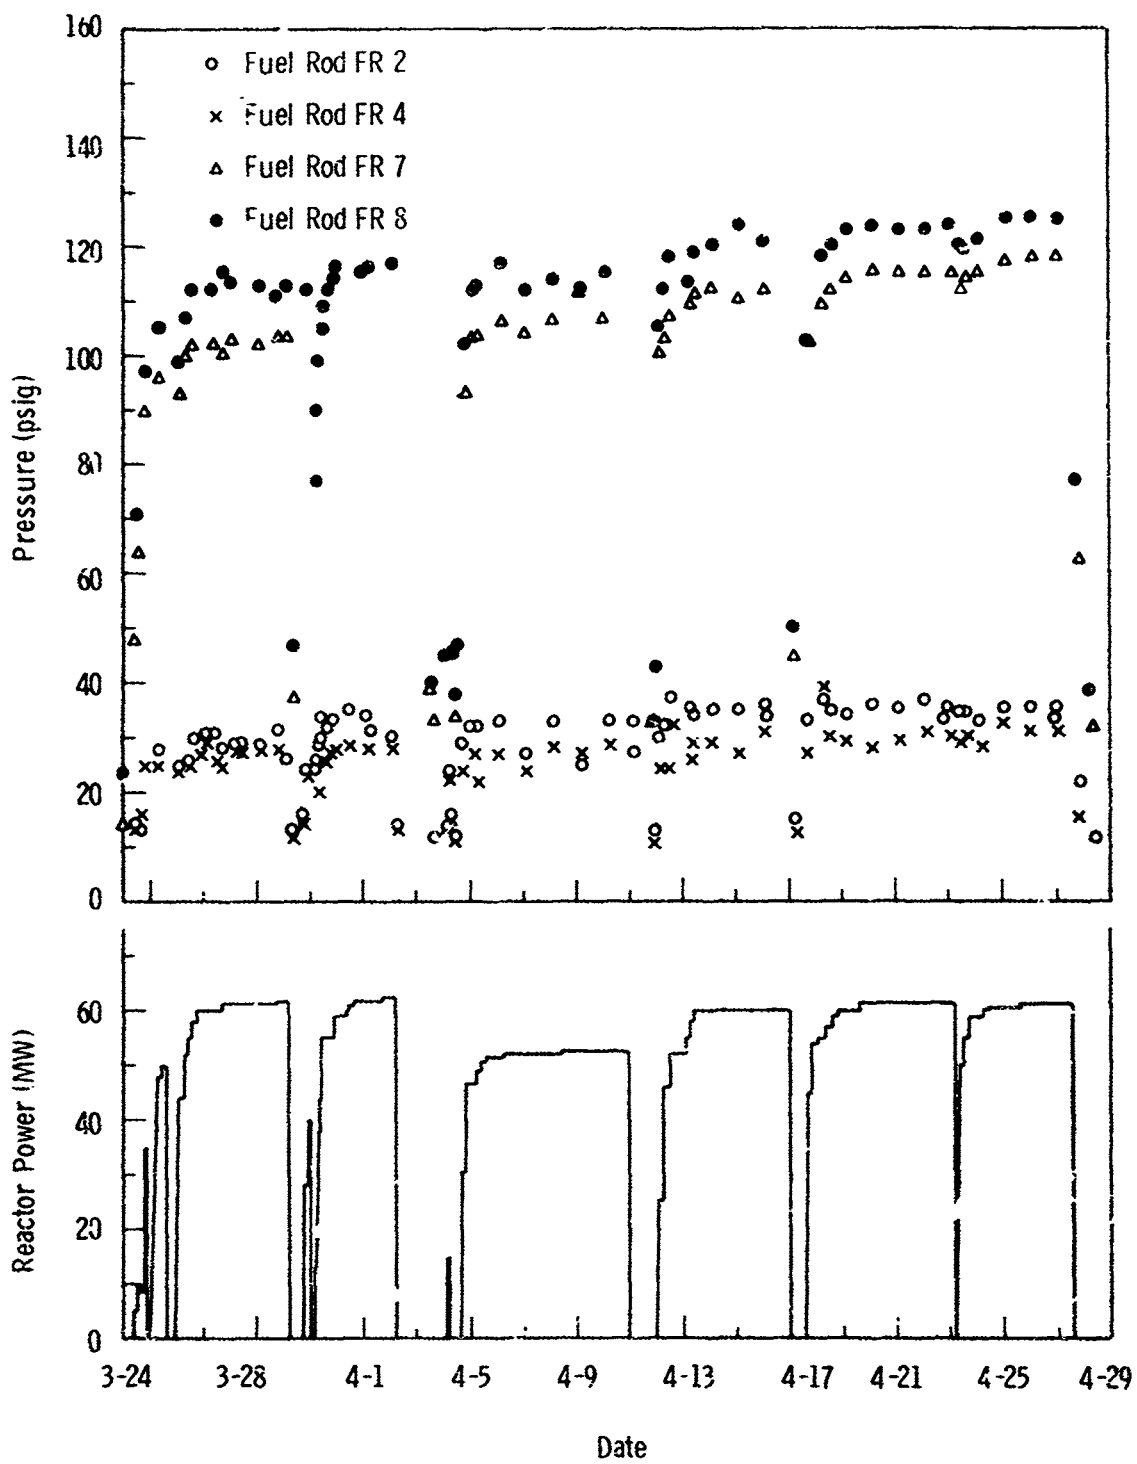 160
140
120
100
80
60
40
20
0
Pressure (psig)
Fuel Rod FR 2
Fuel Rod FR 4
Fuel Rod FR 7
Fuel Rod FR 8
60
40
20
0
Reactor Power (MW)
3-24 3-28 4-1 4-5 4-9 4-13 4-17 4-21 4-25 4-29
Date